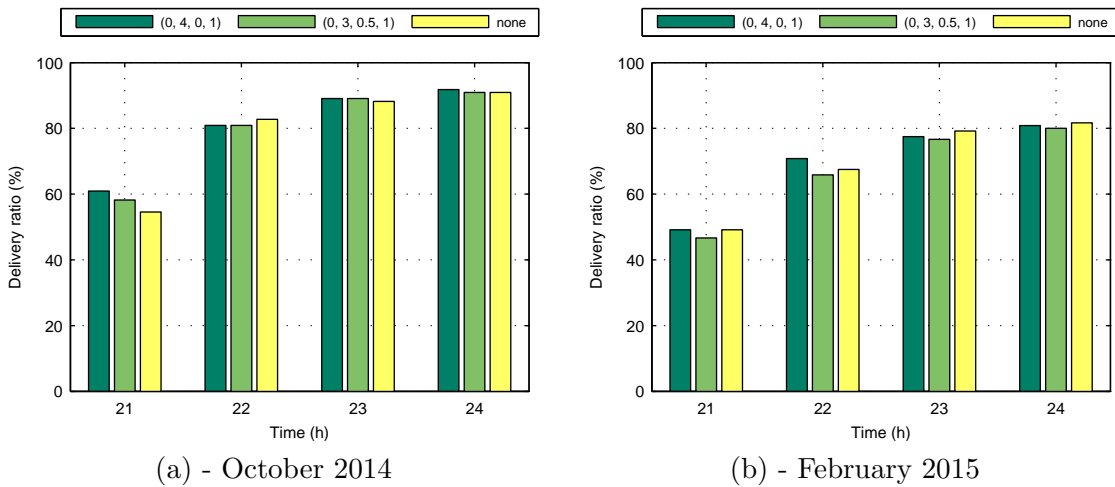 (0, 4, 0, 1) (0, 3, 0.5, 1) none
100
80
60
40
20
0
Delivery ratio (%)
21 22 23 24
Time (h)
(a) - October 2014
(0, 4, 0, 1) (0, 3, 0.5, 1) none
100
80
60
40
20
0
Delivery ratio (%)
21 22 23 24
Time (h)
(b) - February 2015